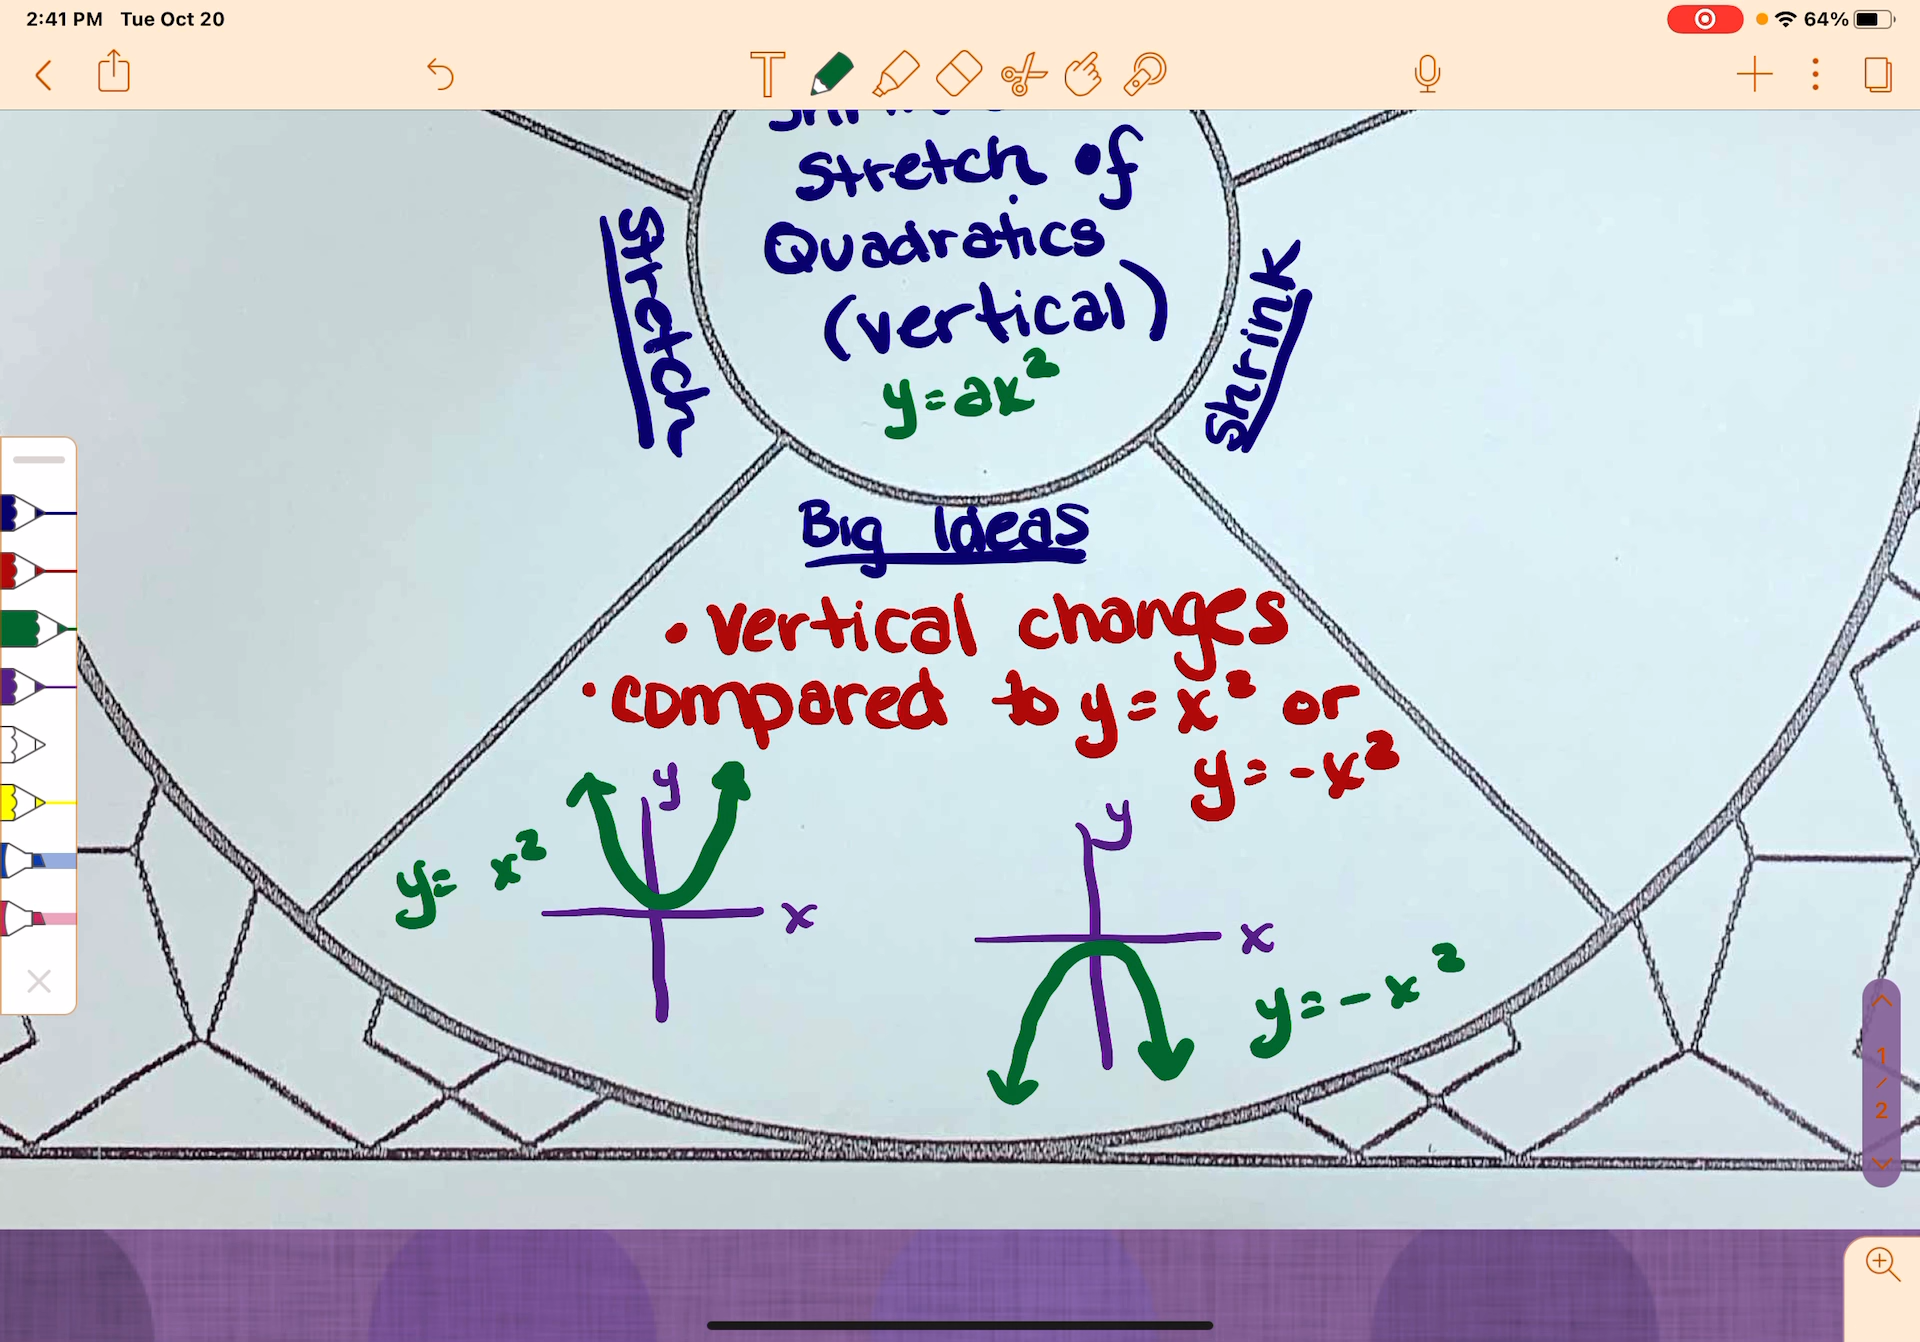 2:41 PM Tue Oct 20
64%
Stretch of
Quadratics
(vertical)
y=ax²
Stretch
Shrink
Big Ideas
• vertical changes
• compared to y=x² or
y=-x²
y
y= x²
x
y
x
y=-x²
1
/
2